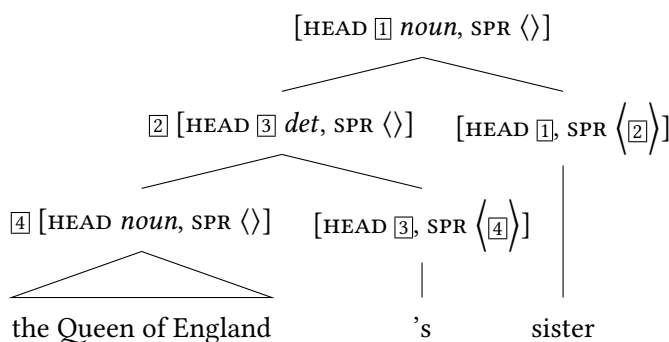 [HEAD 1 noun, SPR ⟨⟩]
2 [HEAD 3 det, SPR ⟨⟩] [HEAD 1, SPR ⟨2⟩]
4 [HEAD noun, SPR ⟨⟩] [HEAD 3, SPR ⟨4⟩]
the Queen of England 's sister